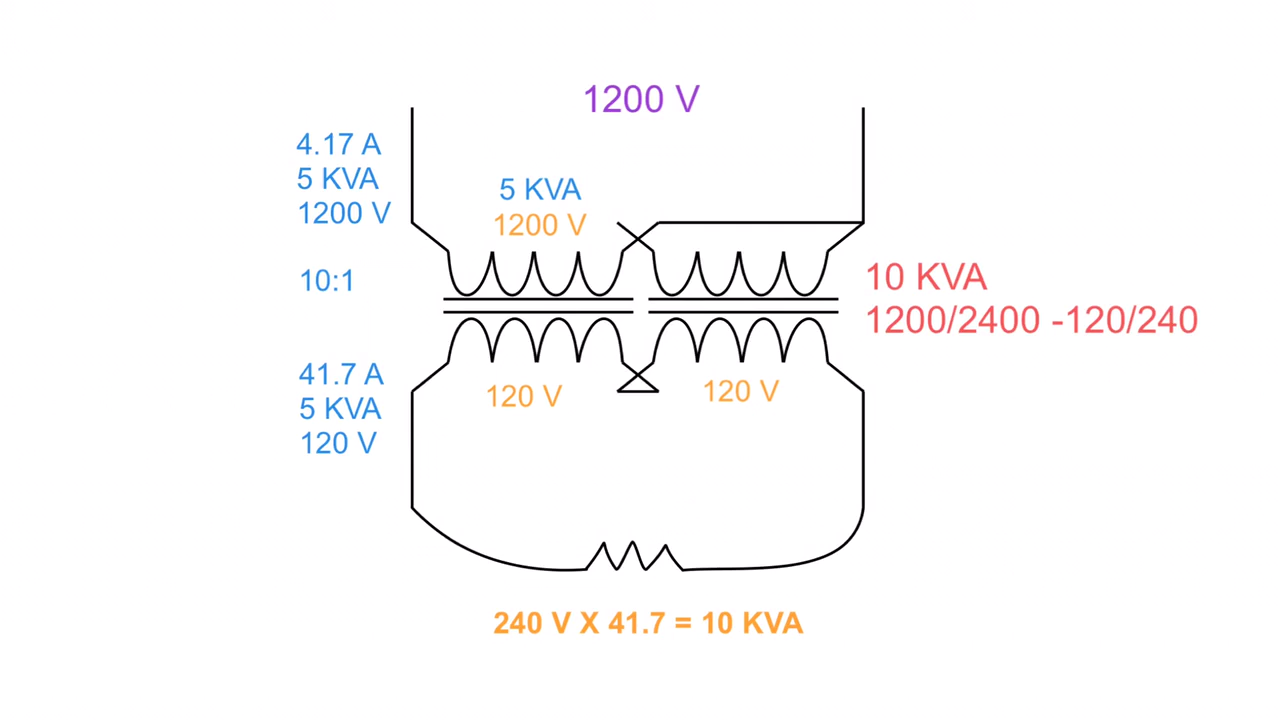 1200 V
4.17 A
5 KVA
1200 V
5 KVA
1200 V
10:1
10 KVA
1200/2400 -120/240
41.7 A
5 KVA
120 V
120 V
120 V
240 V X 41.7 = 10 KVA